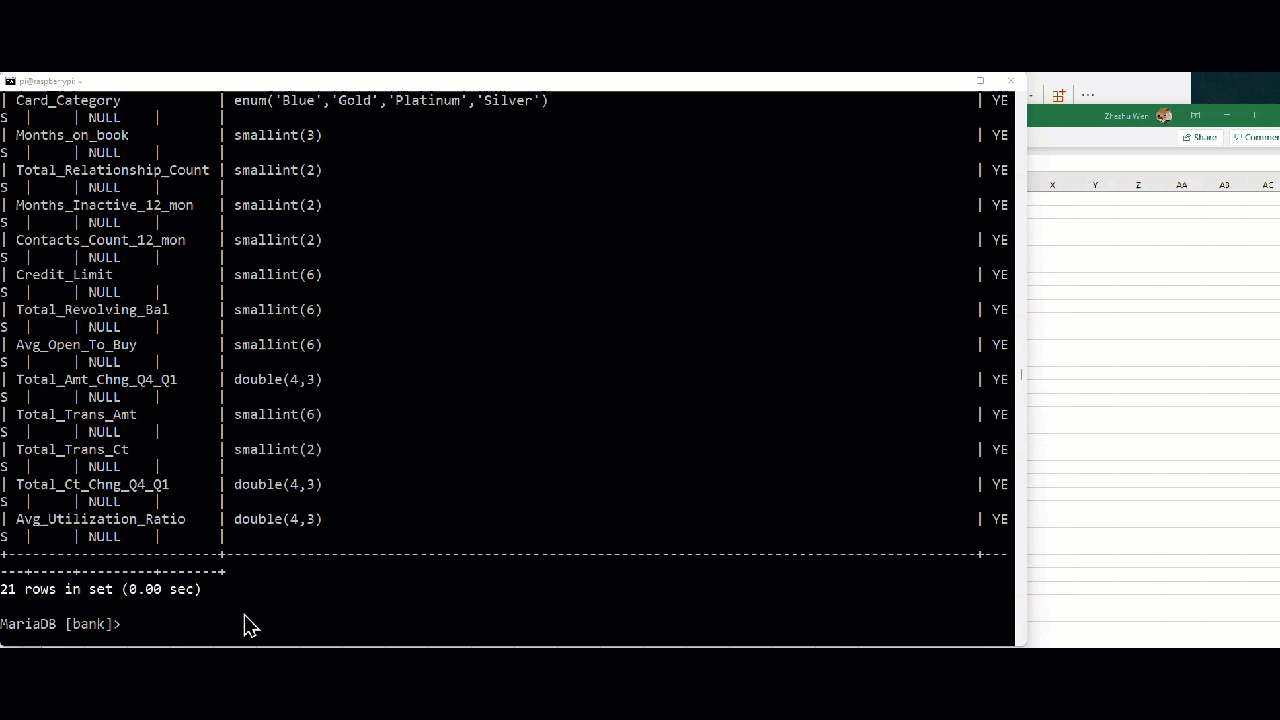 pi@raspberrypi: ~
| Card_Category | enum('Blue','Gold','Platinum','Silver') | YE
S | | NULL | |
| Months_on_book | smallint(3) | YE
S | | NULL | |
| Total_Relationship_Count | smallint(2) | YE
S | | NULL | |
| Months_Inactive_12_mon | smallint(2) | YE
S | | NULL | |
| Contacts_Count_12_mon | smallint(2) | YE
S | | NULL | |
| Credit_Limit | smallint(6) | YE
S | | NULL | |
| Total_Revolving_Bal | smallint(6) | YE
S | | NULL | |
| Avg_Open_To_Buy | smallint(6) | YE
S | | NULL | |
| Total_Amt_Chng_Q4_Q1 | double(4,3) | YE
S | | NULL | |
| Total_Trans_Amt | smallint(6) | YE
S | | NULL | |
| Total_Trans_Ct | smallint(2) | YE
S | | NULL | |
| Total_Ct_Chng_Q4_Q1 | double(4,3) | YE
S | | NULL | |
| Avg_Utilization_Ratio | double(4,3) | YE
S | | NULL | |
+--------------------------+----------------------------------------------------------------------------------------------+---
----+------+---------+-------+
21 rows in set (0.00 sec)
MariaDB [bank]>
Zhezhu Wen
Share Commen
X Y Z AA AB AC